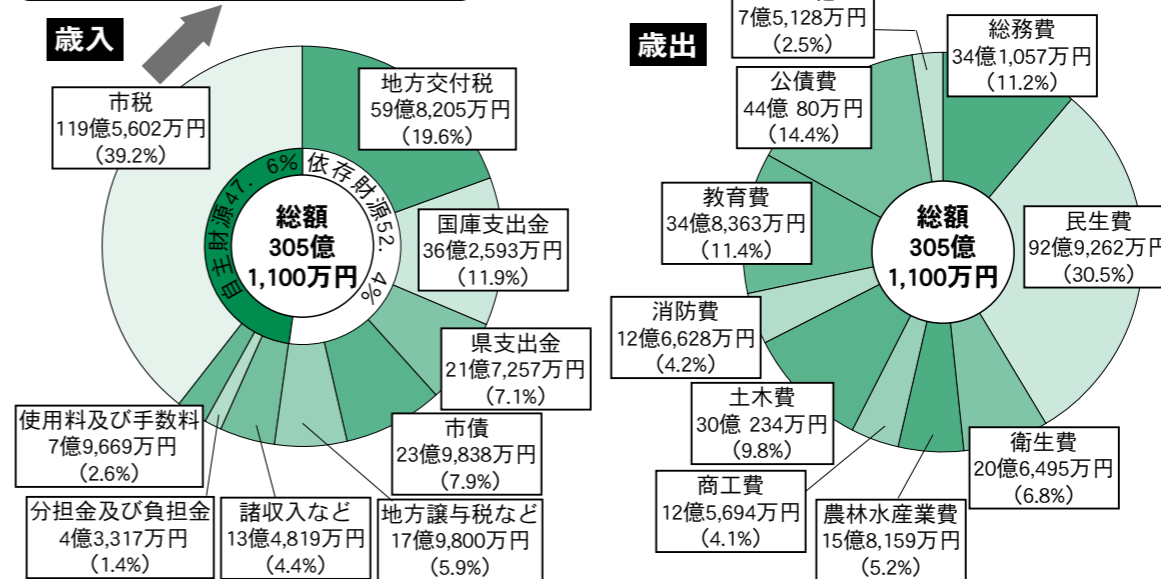 歳入
市税
119億5,602万円
(39.2%)
地方交付税
59億8,205万円
(19.6%)
国庫支出金
36億2,593万円
(11.9%)
県支出金
21億7,257万円
(7.1%)
市債
23億9,838万円
(7.9%)
地方譲与税など
17億9,800万円
(5.9%)
諸収入など
13億4,819万円
(4.4%)
分担金及び負担金
4億3,317万円
(1.4%)
使用料及び手数料
7億9,669万円
(2.6%)
自主財源47.6%
依存財源52.4%
総額
305億
1,100万円
歳出
7億5,128万円
(2.5%)
総務費
34億1,057万円
(11.2%)
民生費
92億9,262万円
(30.5%)
衛生費
20億6,495万円
(6.8%)
農林水産業費
15億8,159万円
(5.2%)
商工費
12億5,694万円
(4.1%)
土木費
30億 234万円
(9.8%)
消防費
12億6,628万円
(4.2%)
教育費
34億8,363万円
(11.4%)
公債費
44億 80万円
(14.4%)
総額
305億
1,100万円